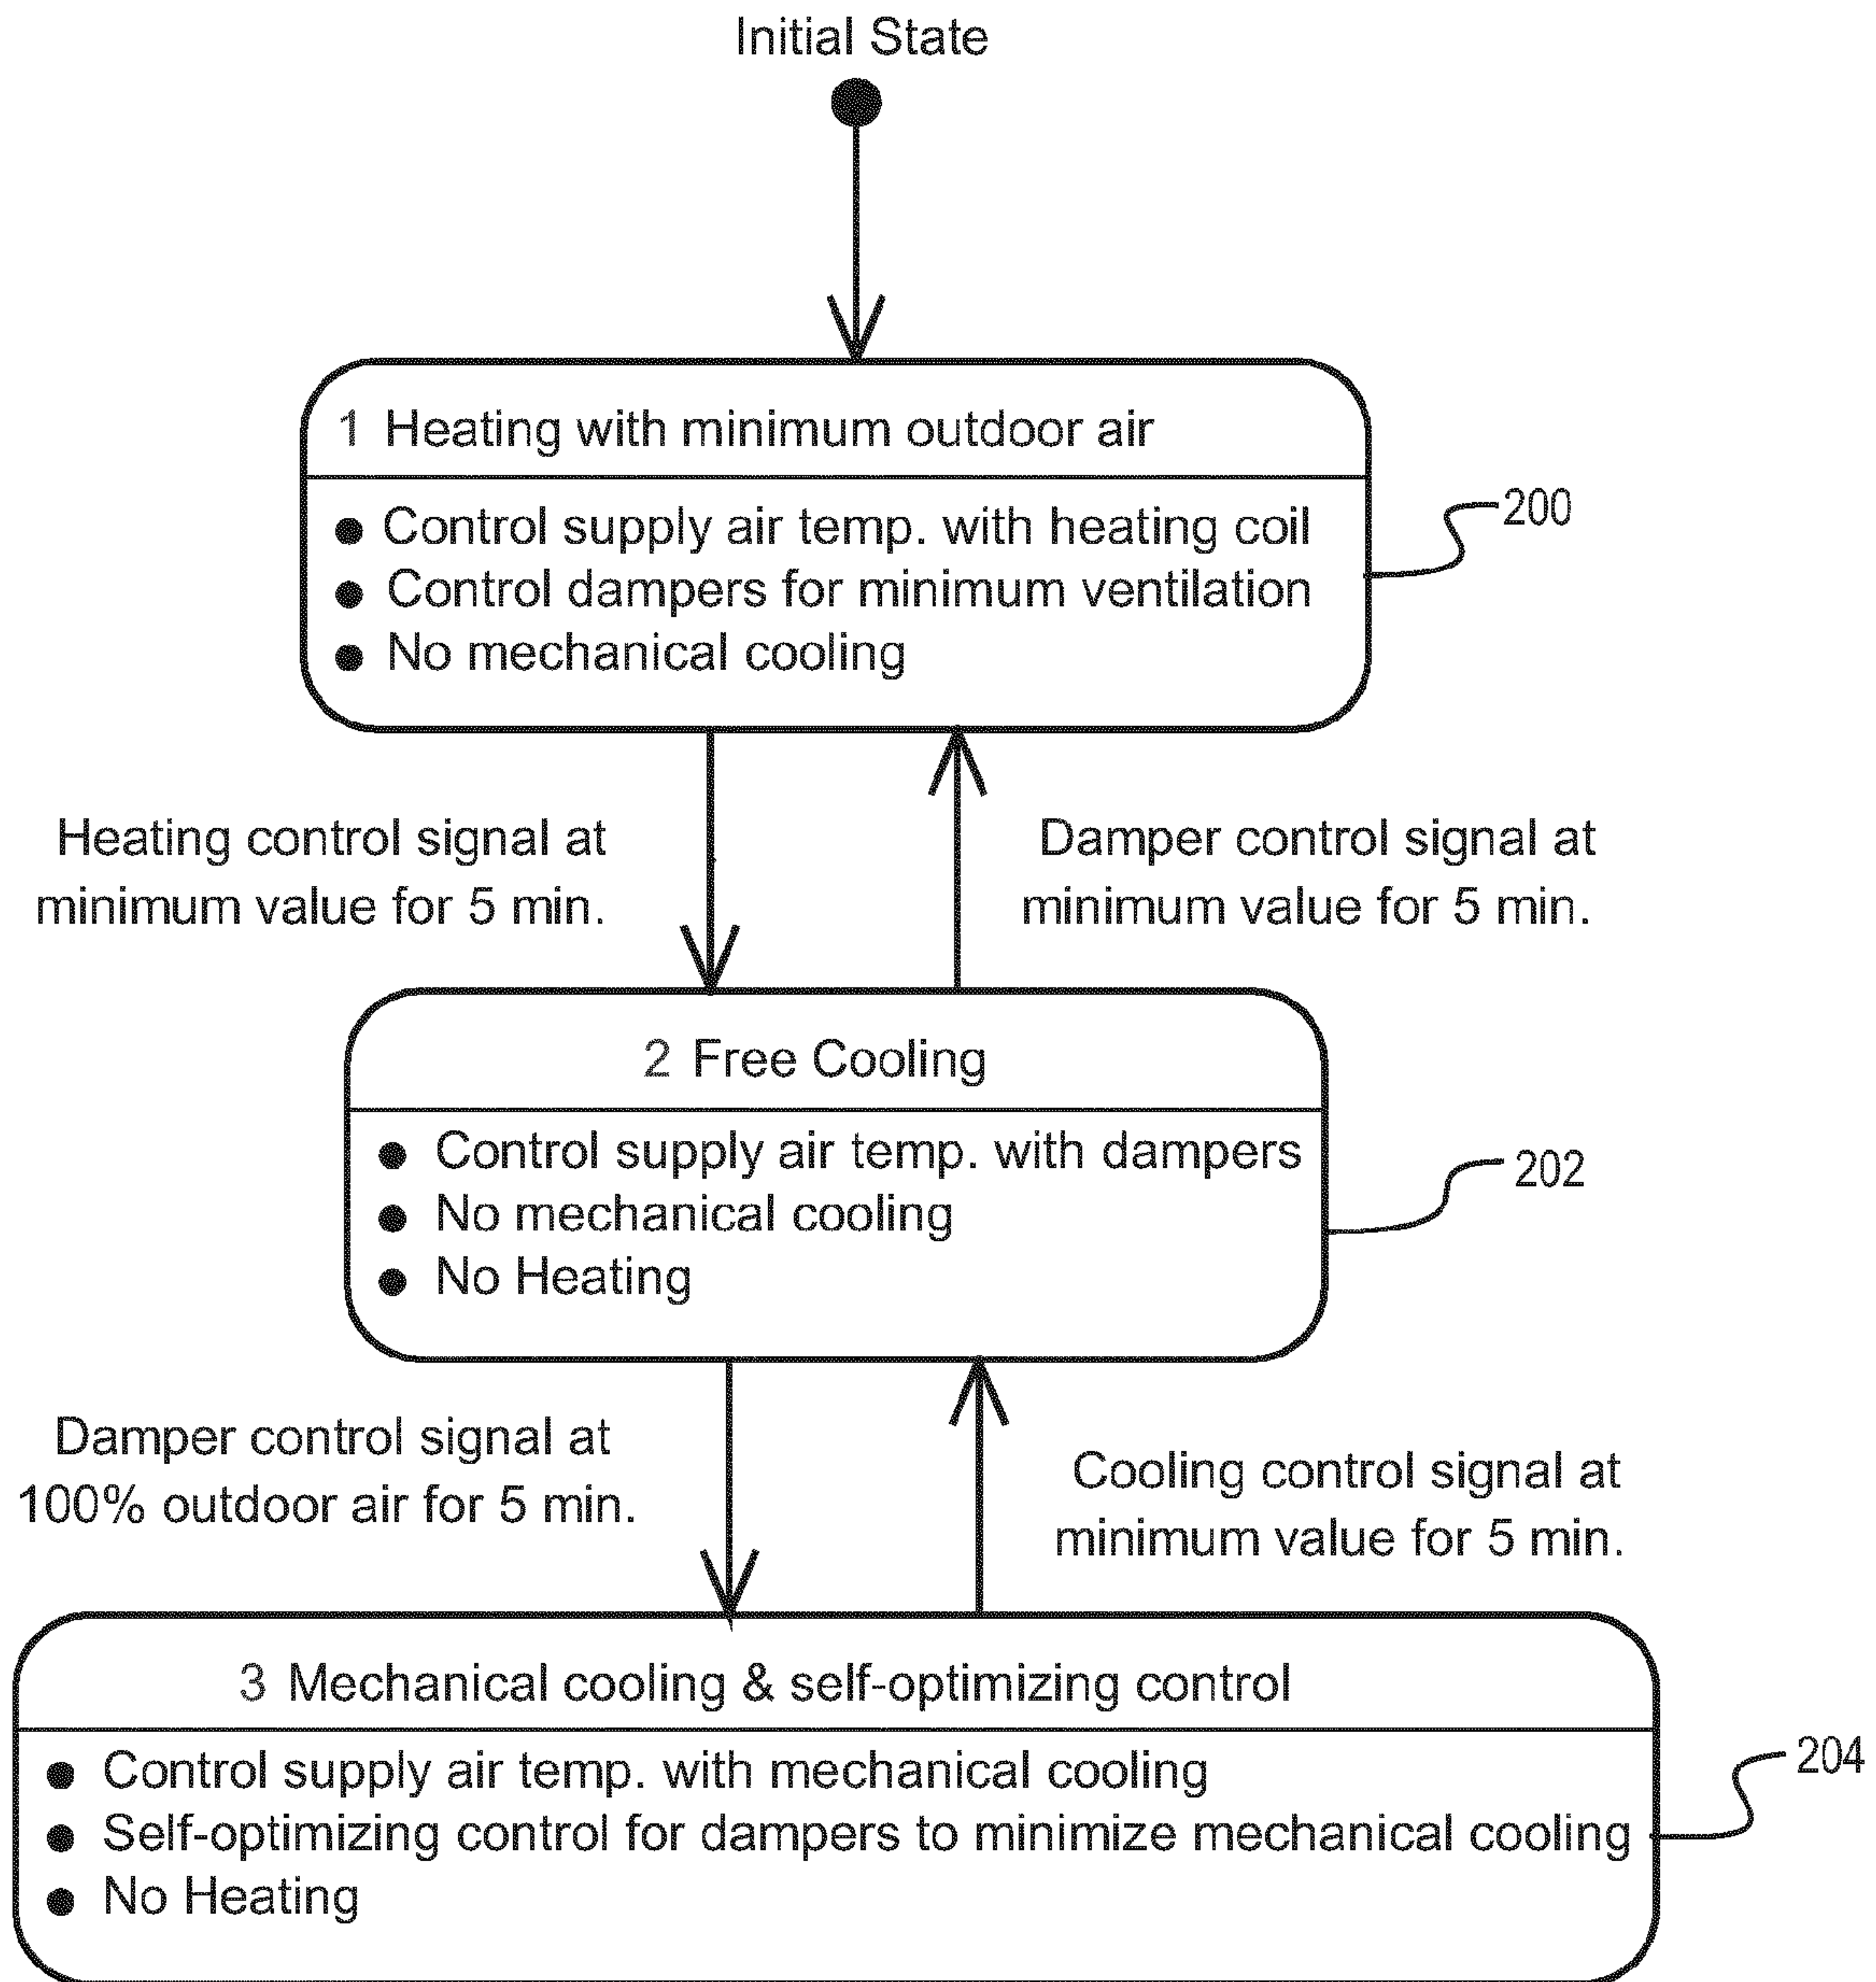 Initial State
1 Heating with minimum outdoor air
● Control supply air temp. with heating coil
● Control dampers for minimum ventilation
● No mechanical cooling
200
Heating control signal at
minimum value for 5 min.
Damper control signal at
minimum value for 5 min.
2 Free Cooling
● Control supply air temp. with dampers
● No mechanical cooling
● No Heating
202
Damper control signal at
100% outdoor air for 5 min.
Cooling control signal at
minimum value for 5 min.
3 Mechanical cooling & self-optimizing control
● Control supply air temp. with mechanical cooling
● Self-optimizing control for dampers to minimize mechanical cooling
● No Heating
204